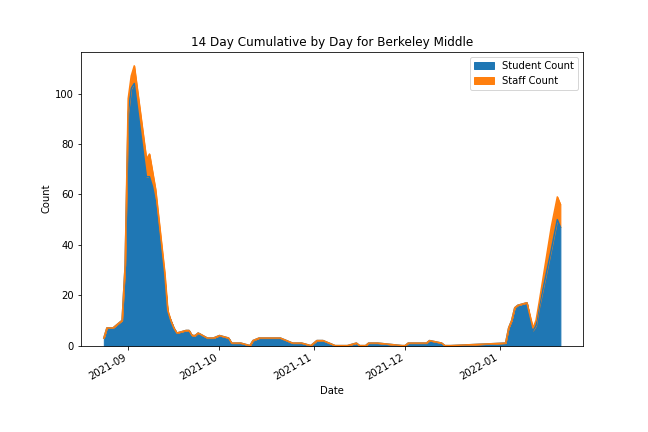 14 Day Cumulative by Day for Berkeley Middle
Student Count
Staff Count
Count
100
80
60
40
20
0
2021-09
2021-10
2021-11
2021-12
2022-01
Date